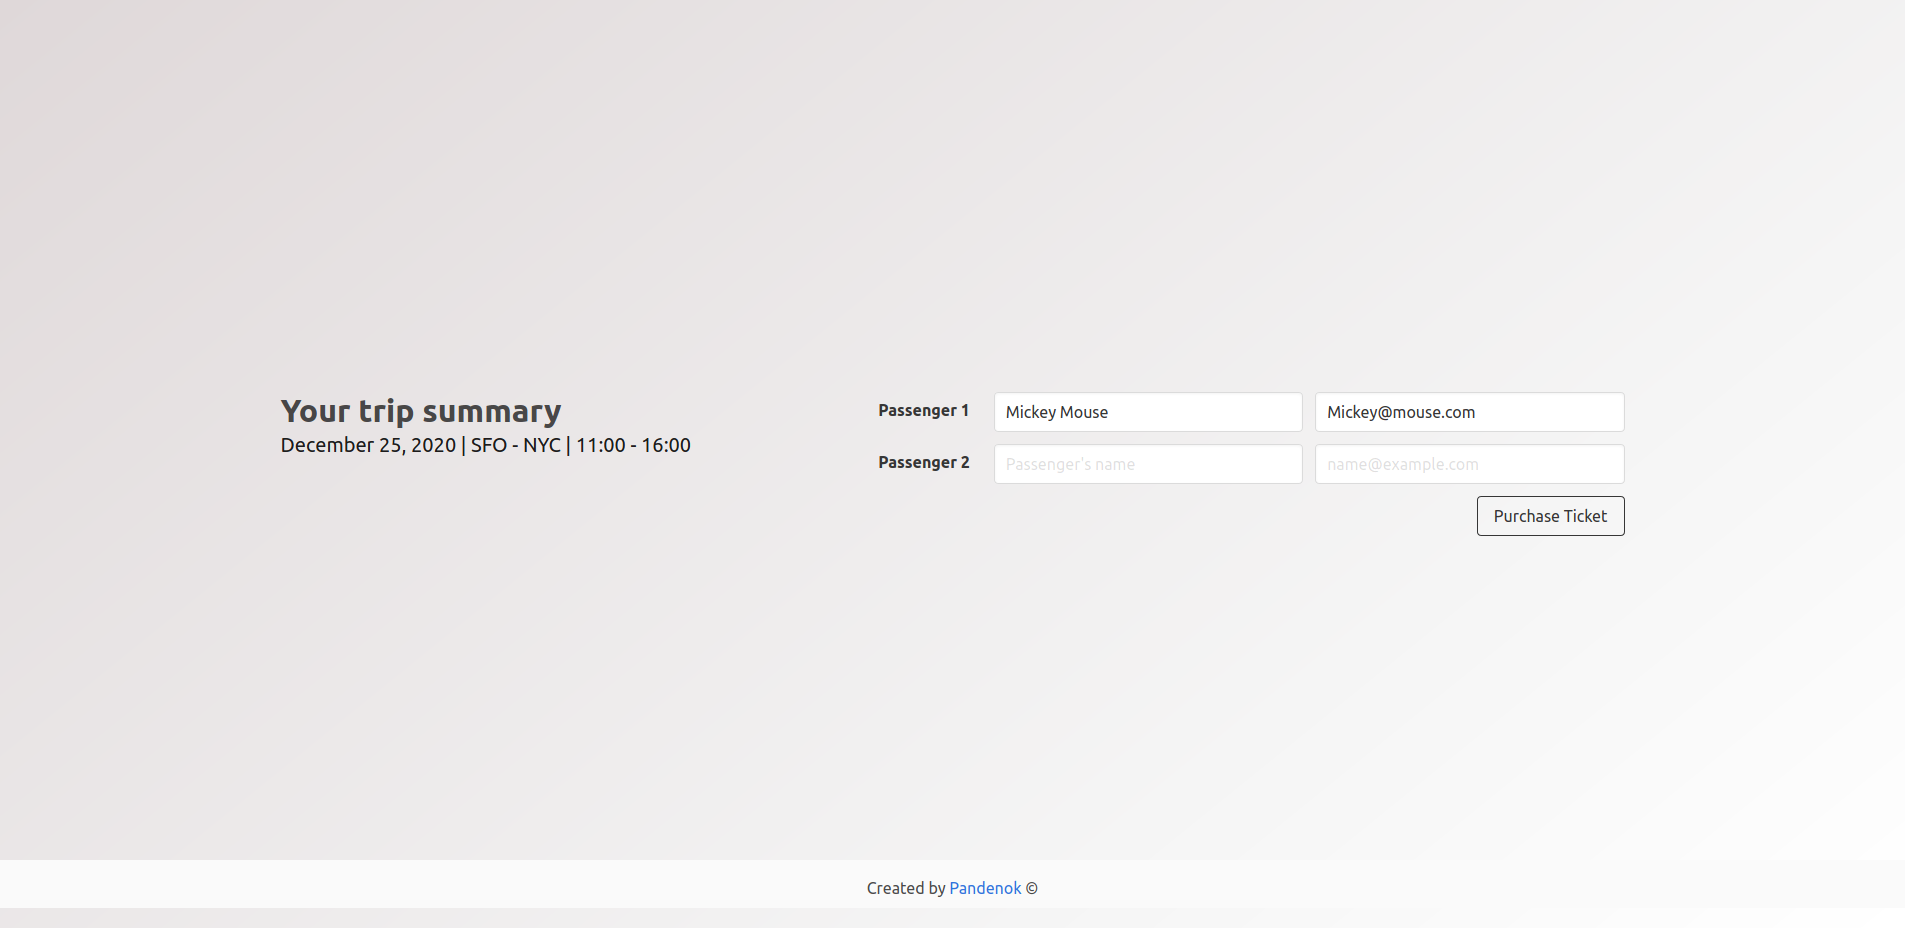 Your trip summary
December 25, 2020 | SFO - NYC | 11:00 - 16:00
Passenger 1 Mickey Mouse Mickey@mouse.com
Passenger 2 Passenger's name name@example.com
Purchase Ticket
Created by Pandenok ©